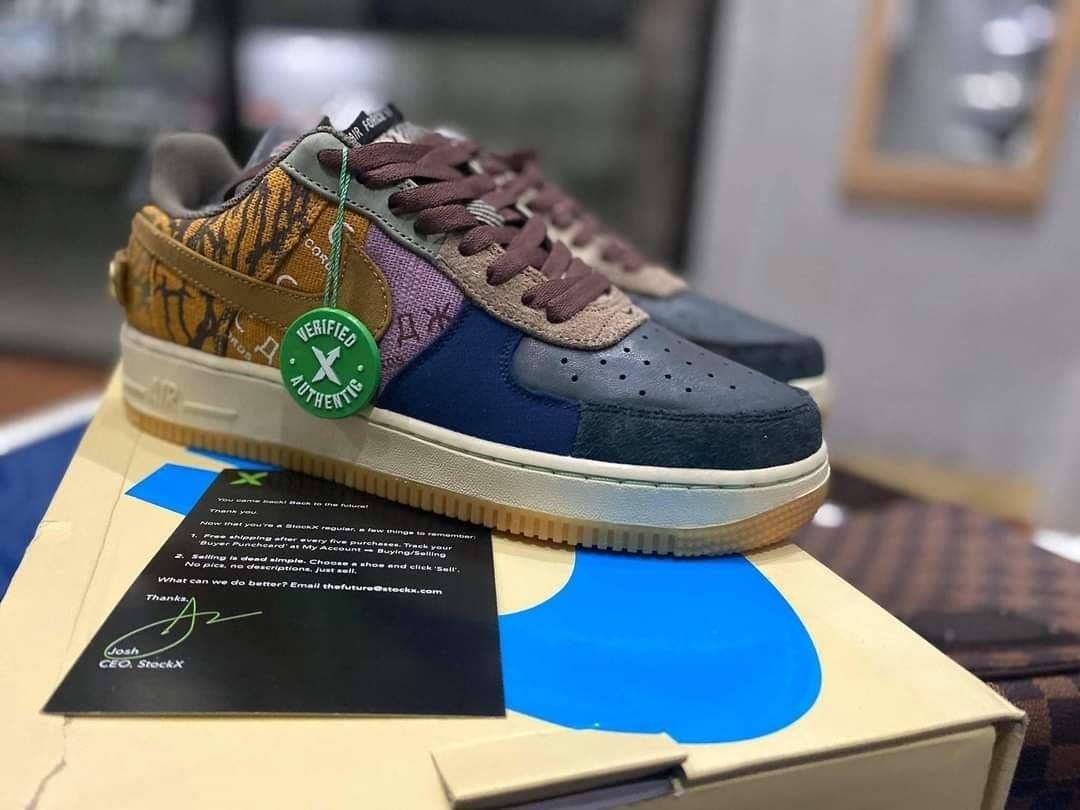 AIR FORCE
COROS
AIR
Д
ROS
ДЖ
VERIFIED
X
AUTHENTIC
You came back! Back to the future!
Thank you.
Now that you're a StockX regular, a few things to remember:
1. Free shipping after every five purchases. Track your
'Buyer Punchcard' at My Account — Buying/Selling
2. Selling is dead simple. Choose a shoe and click 'Sell'.
No pics, no descriptions, just sell.
What can we do better? Email thefuture@stockx.com
Thanks,
Josh
CEO, StockX